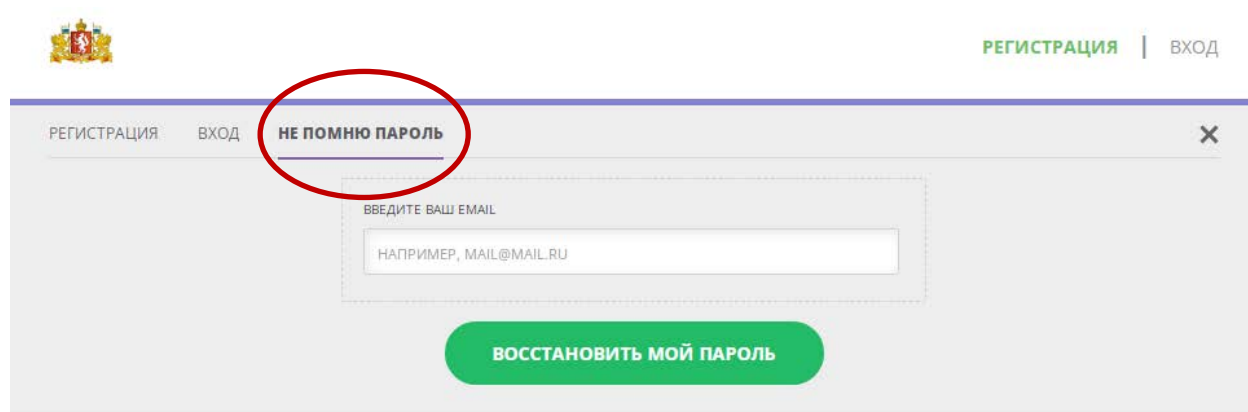 РЕГИСТРАЦИЯ | ВХОД
РЕГИСТРАЦИЯ ВХОД НЕ ПОМНЮ ПАРОЛЬ
ВВЕДИТЕ ВАШ EMAIL
НАПРИМЕР, MAIL@MAIL.RU
ВОССТАНОВИТЬ МОЙ ПАРОЛЬ